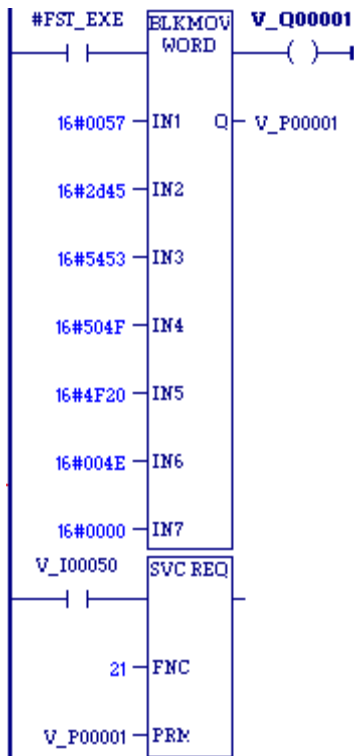 #FST_EXE BLKMOV V_Q00001
WORD
16#0057 IN1 Q V_P00001
16#2d45 IN2
16#5453 IN3
16#504F IN4
16#4F20 IN5
16#004E IN6
16#0000 IN7
V_I00050 SVC REQ
21 FNC
V_P00001 PRM